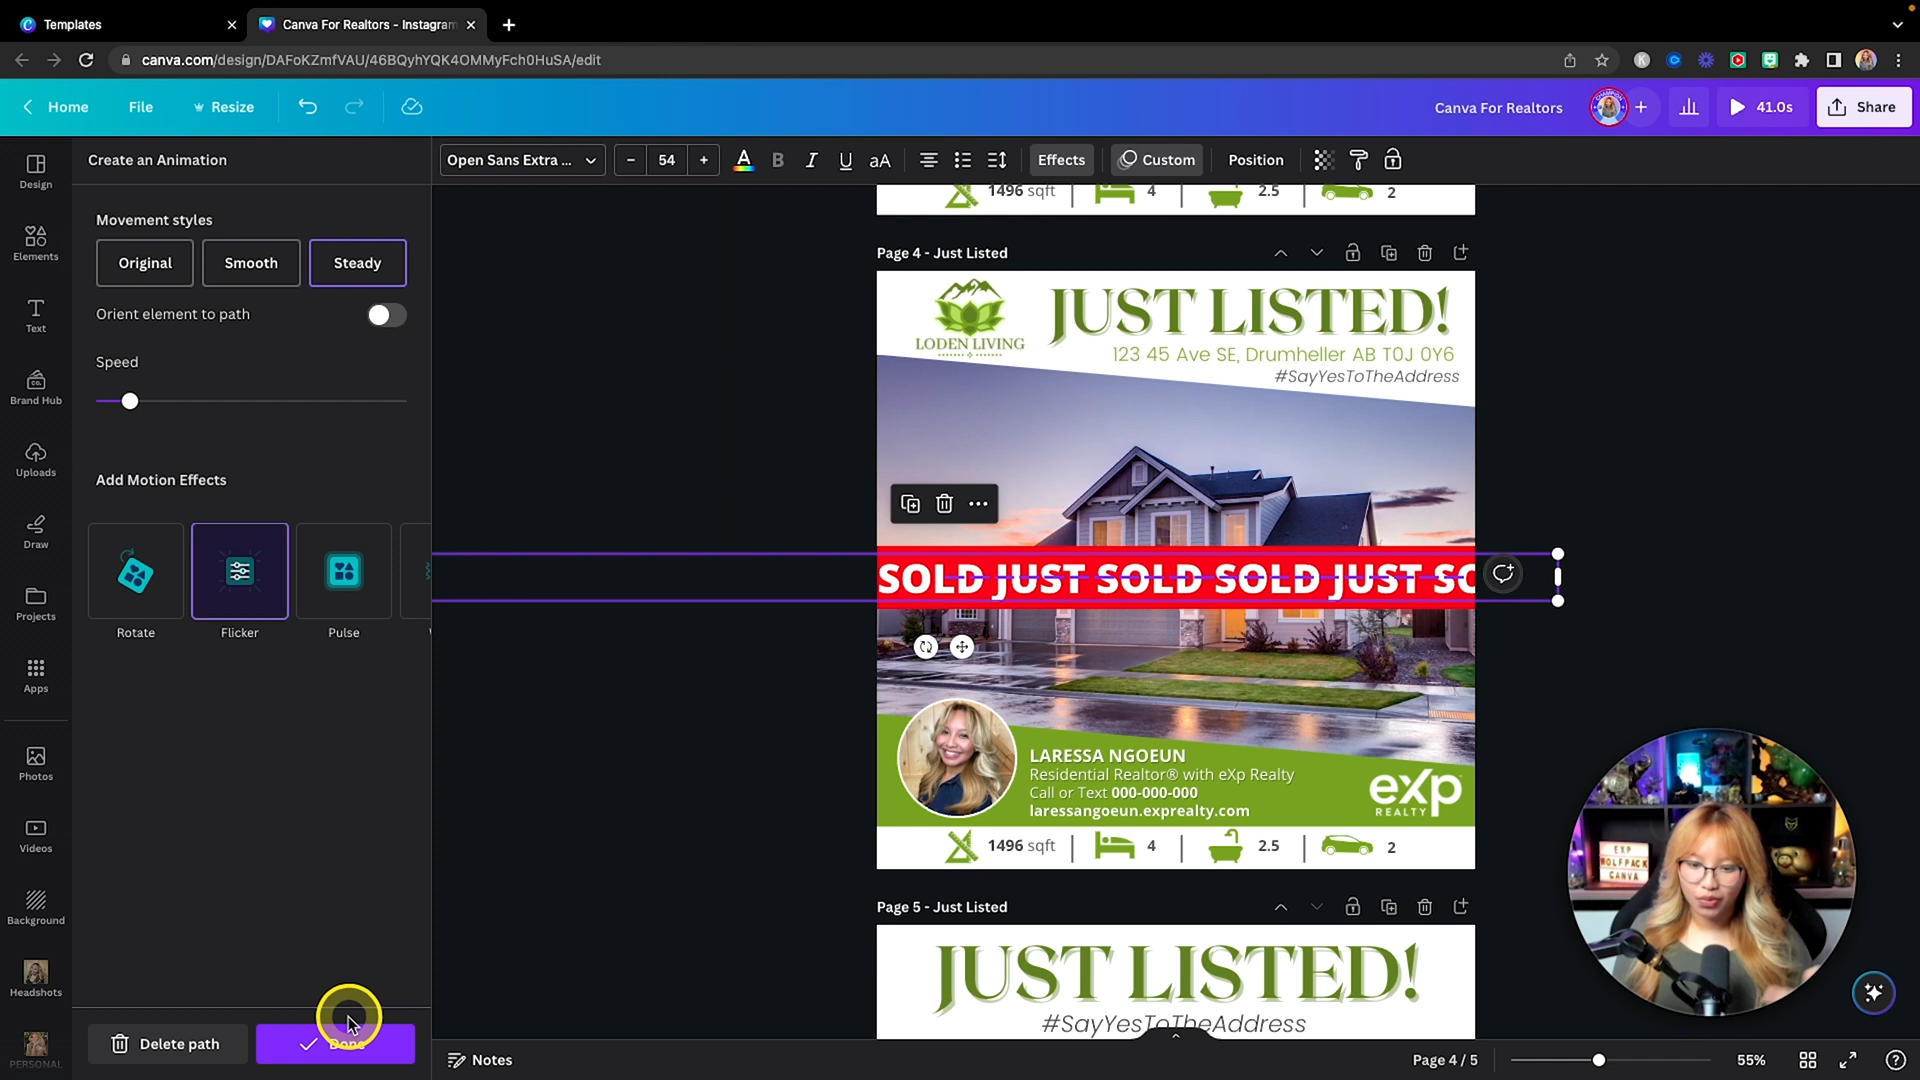 Templates
Canva For Realtors - Instagram
canva.com/design/DAFoKZmfVAU/46BQyhYQK4OMMyFch0HuSA/edit
Home
File
Resize
Canva For Realtors
41.0s
Share
Create an Animation
Open Sans Extra ...
54
A
B
I
U
aA
Effects
Custom
Position
Design
Elements
Text
Brand Hub
Uploads
Draw
Projects
Apps
Photos
Videos
Background
Headshots
PERSONAL
Movement styles
Original
Smooth
Steady
Orient element to path
Speed
Add Motion Effects
Rotate
Flicker
Pulse
Delete path
Done
1496 sqft
4
2.5
2
Page 4 - Just Listed
LODEN LIVING
JUST LISTED!
123 45 Ave SE, Drumheller AB T0J 0Y6
#SayYesToTheAddress
SOLD JUST SOLD SOLD JUST SO
LARESSA NGOEUN
Residential Realtor® with eXp Realty
Call or Text 000-000-000
laressangoeun.exprealty.com
eXp
REALTY
1496 sqft
4
2.5
2
Page 5 - Just Listed
JUST LISTED!
#SayYesToTheAddress
EXP
WOLFPACK
CANVA
Notes
Page 4 / 5
55%